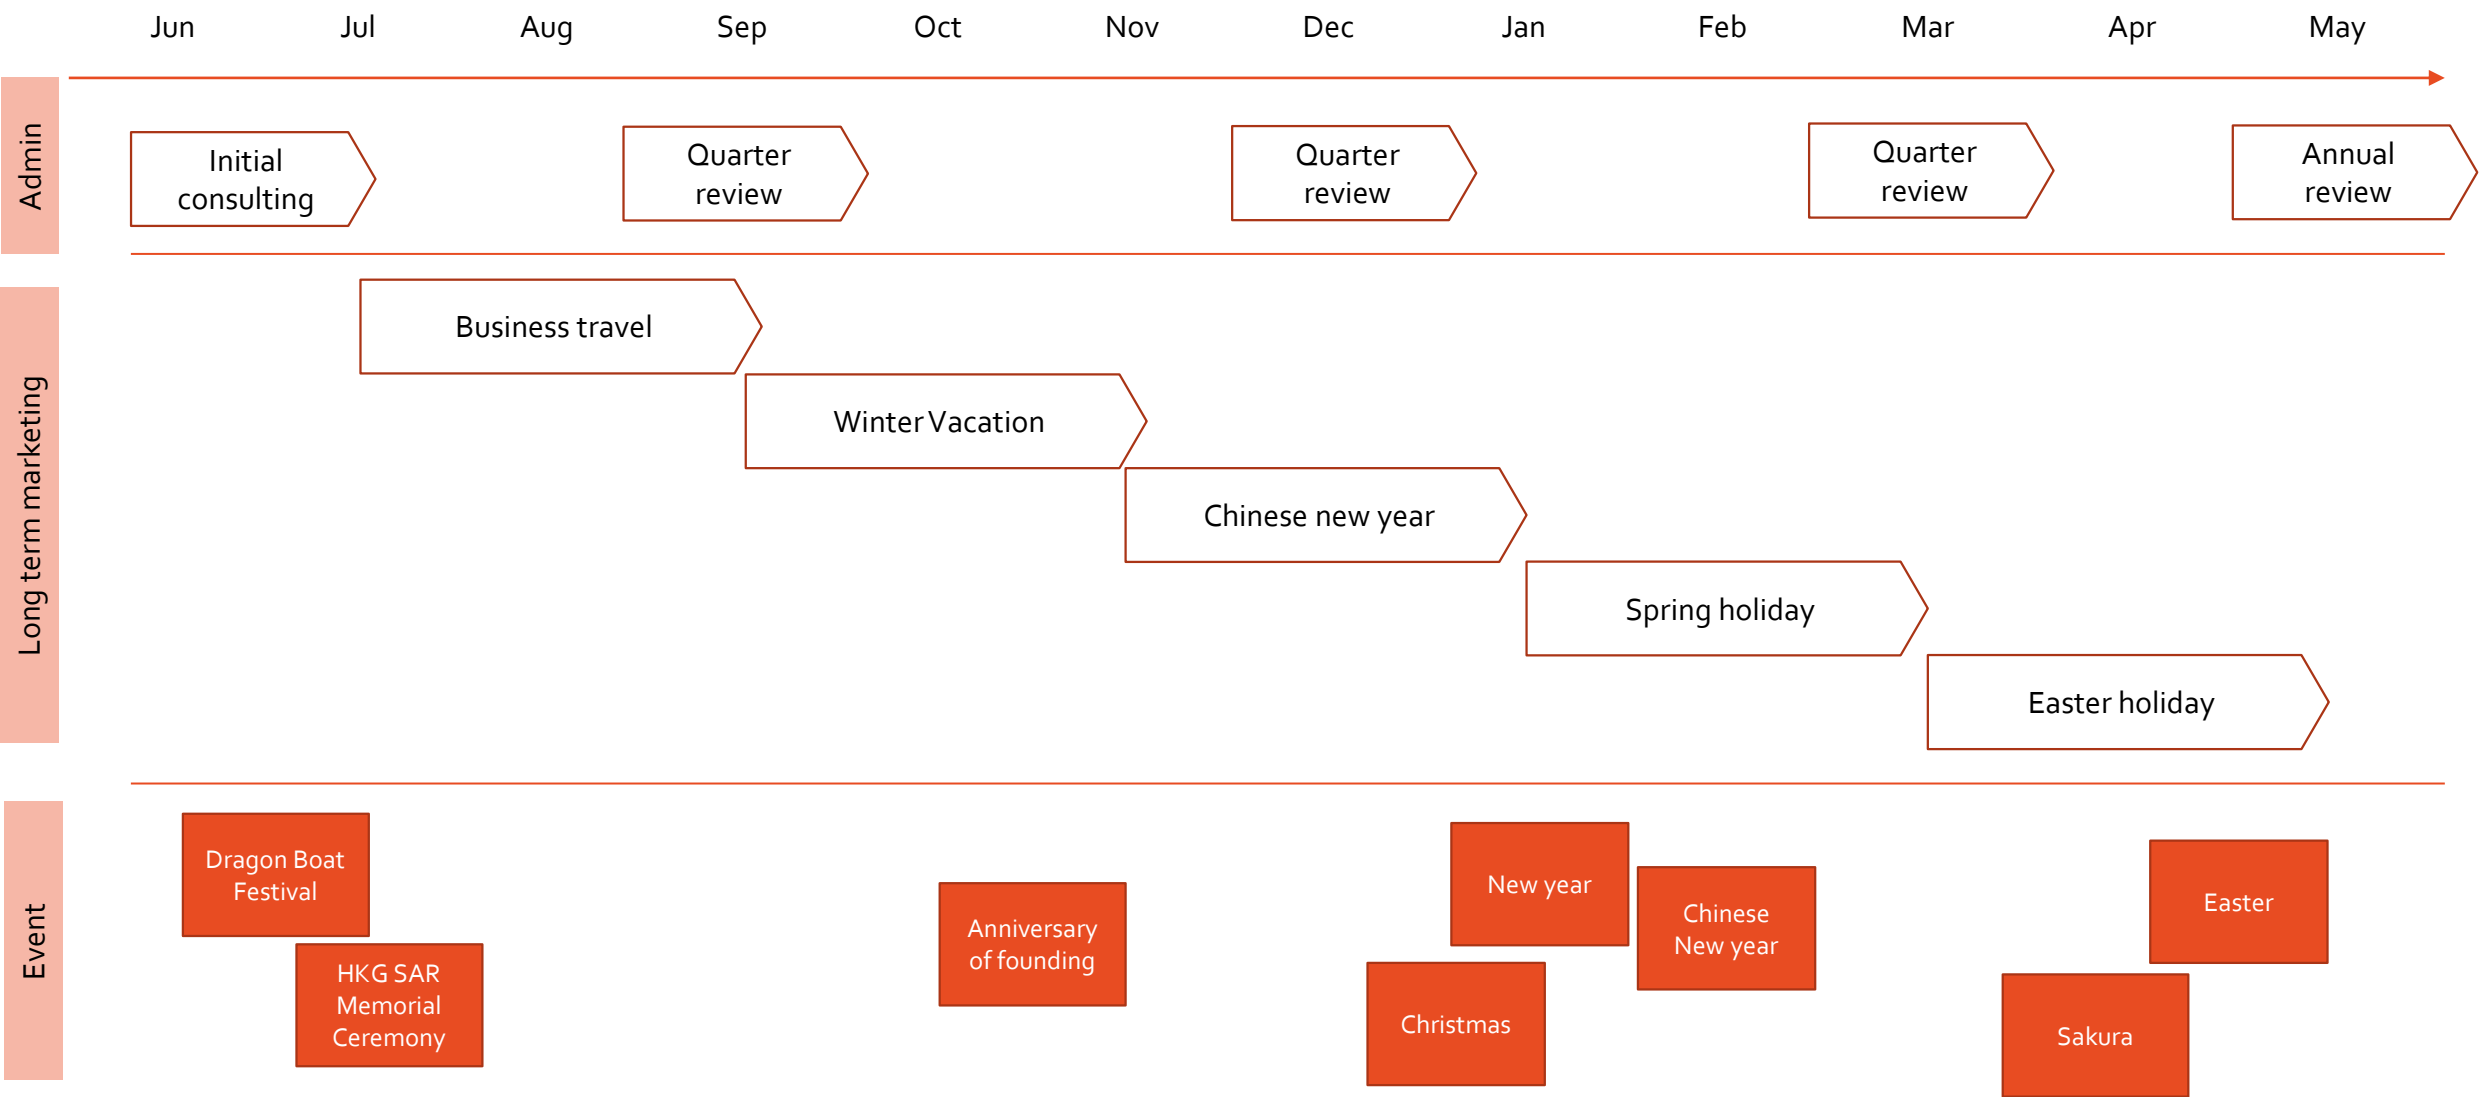 Jun Jul Aug Sep Oct Nov Dec Jan Feb Mar Apr May
Admin
Initial
consulting
Quarter
review
Quarter
review
Quarter
review
Annual
review
Long term marketing
Business travel
Winter Vacation
Chinese new year
Spring holiday
Easter holiday
Event
Dragon Boat
Festival
HKG SAR
Memorial
Ceremony
Anniversary
of founding
New year
Christmas
Chinese
New year
Easter
Sakura